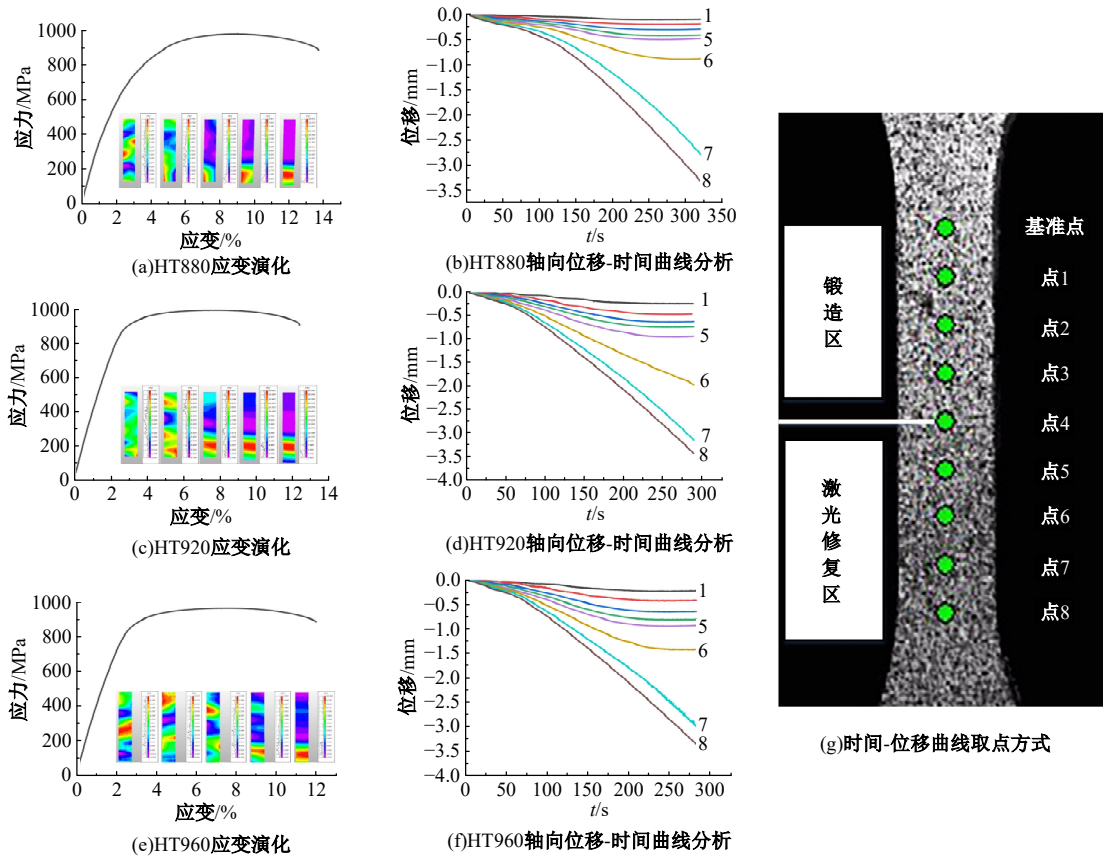 应力/MPa
1000
800
600
400
200
0
0 2 4 6 8 10 12 14
应变/%
(a)HT880应变演化
位移/mm
0.0
−0.5
−1.0
−1.5
−2.0
−2.5
−3.0
−3.5
0 50 100 150 200 250 300 350
t/s
1
5
6
7
8
(b)HT880轴向位移-时间曲线分析
应力/MPa
1000
800
600
400
200
0
0 2 4 6 8 10 12 14
应变/%
(c)HT920应变演化
位移/mm
0.0
−0.5
−1.0
−1.5
−2.0
−2.5
−3.0
−3.5
−4.0
0 50 100 150 200 250 300
t/s
1
5
6
7
8
(d)HT920轴向位移-时间曲线分析
应力/MPa
1000
800
600
400
200
0
0 2 4 6 8 10 12
应变/%
(e)HT960应变演化
位移/mm
0.0
−0.5
−1.0
−1.5
−2.0
−2.5
−3.0
−3.5
−4.0
0 50 100 150 200 250 300
t/s
1
5
6
7
8
(f)HT960轴向位移-时间曲线分析
锻造区
激光修复区
基准点
点1
点2
点3
点4
点5
点6
点7
点8
(g)时间-位移曲线取点方式